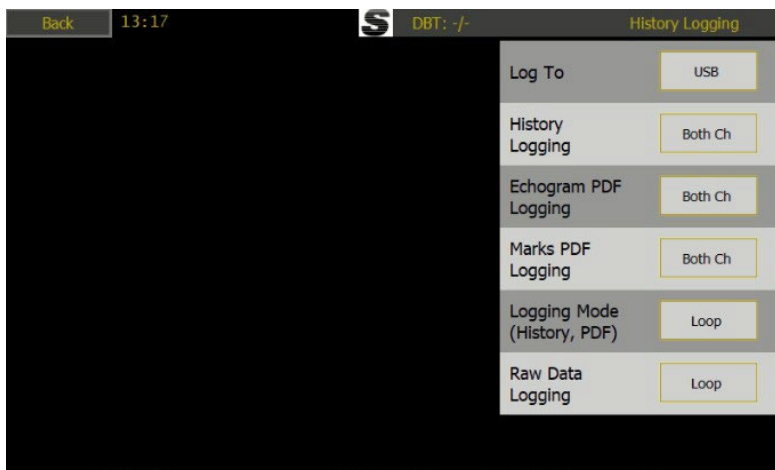 Back 13:17 S DBT: -/- History Logging
Log To USB
History
Logging Both Ch
Echogram PDF
Logging Both Ch
Marks PDF
Logging Both Ch
Logging Mode
(History, PDF) Loop
Raw Data
Logging Loop